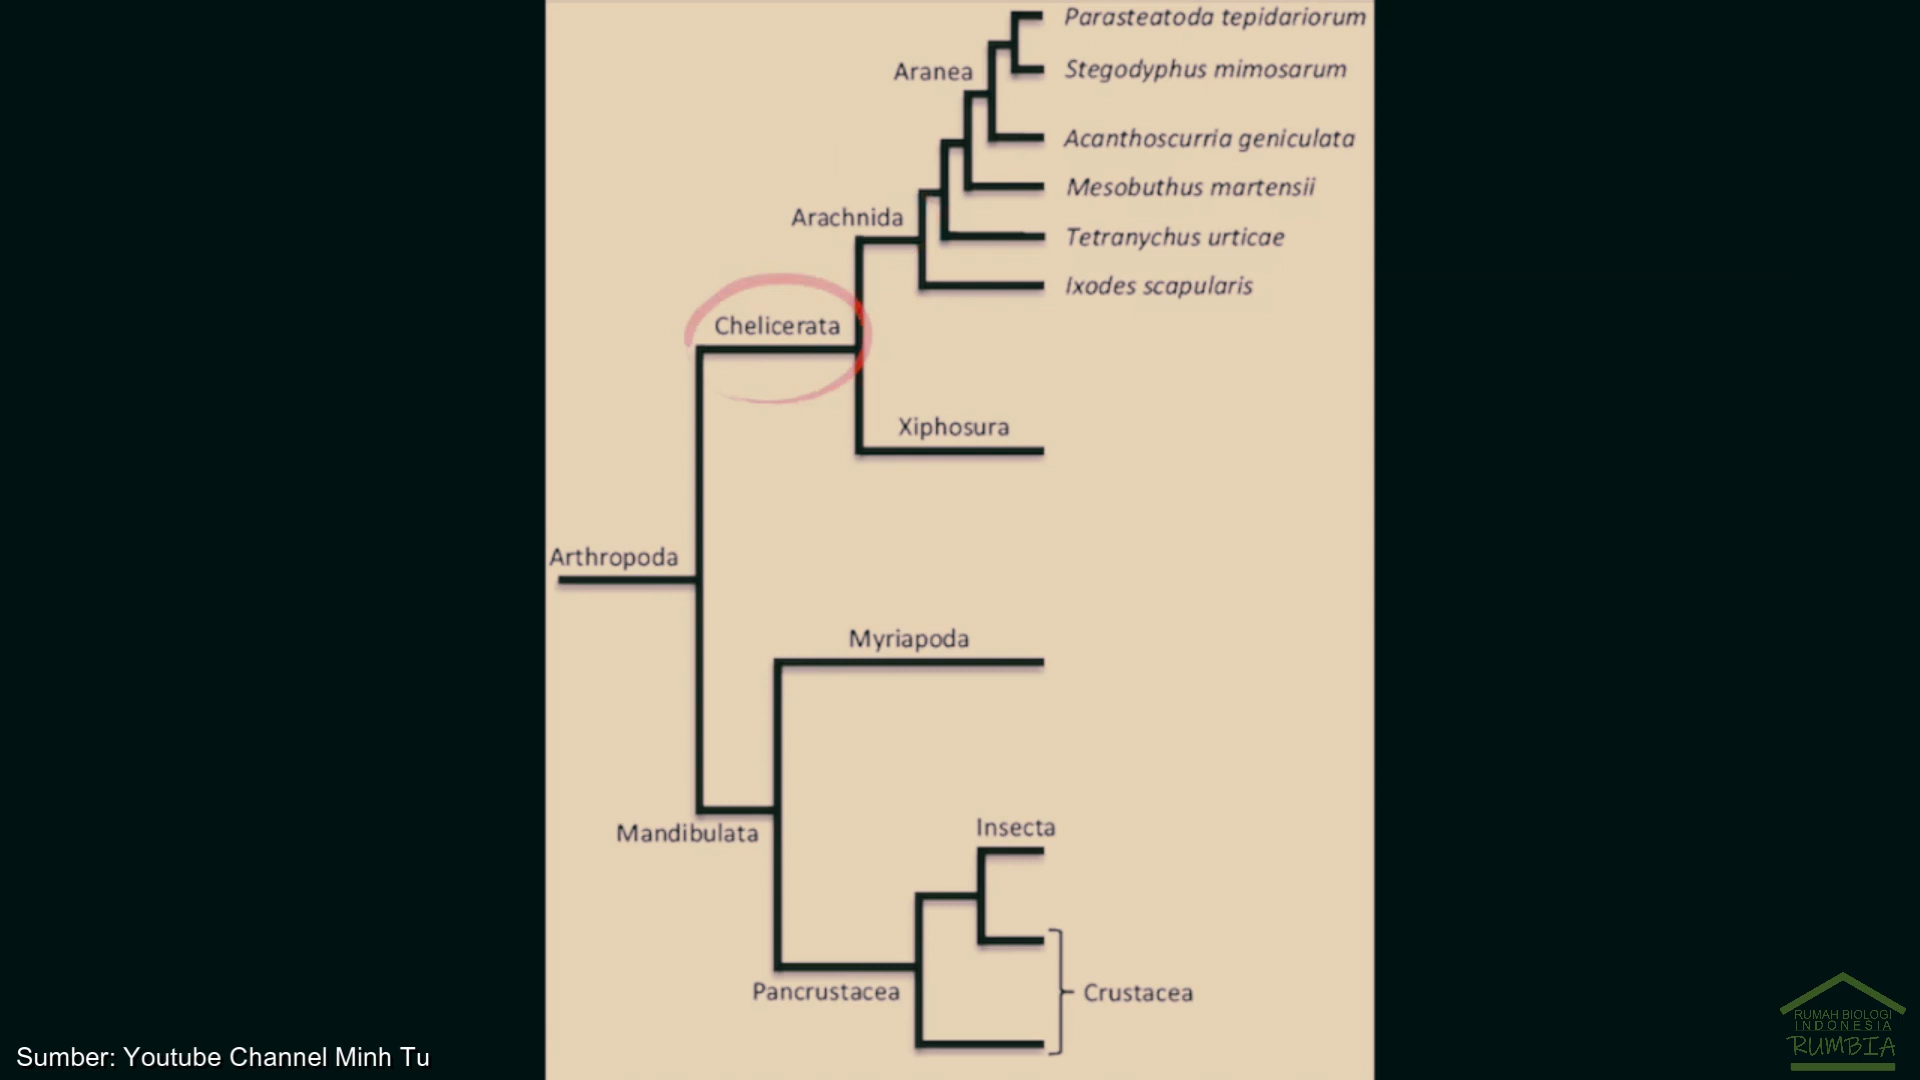 Parasteatoda tepidariorum
Aranea
Stegodyphus mimosarum
Acanthoscurria geniculata
Mesobuthus martensii
Arachnida
Tetranychus urticae
Ixodes scapularis
Chelicerata
Xiphosura
Arthropoda
Myriapoda
Mandibulata
Insecta
Pancrustacea
Crustacea
Sumber: Youtube Channel Minh Tu
RUMAH BIOLOGI
INDONESIA
RUMBIA